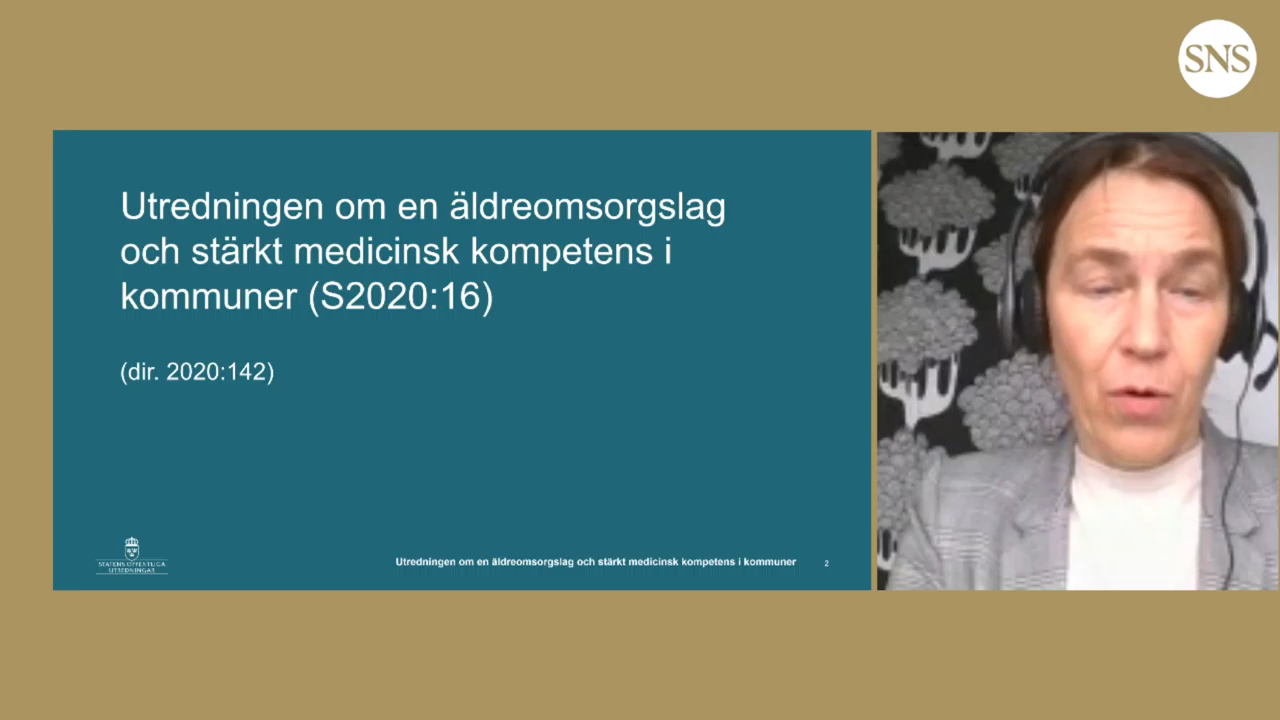 SNS
Utredningen om en äldreomsorgslag
och stärkt medicinsk kompetens i
kommuner (S2020:16)
(dir. 2020:142)
STATENS OFFENTLIGA
UTREDNINGAR
Utredningen om en äldreomsorgslag och stärkt medicinsk kompetens i kommuner
2